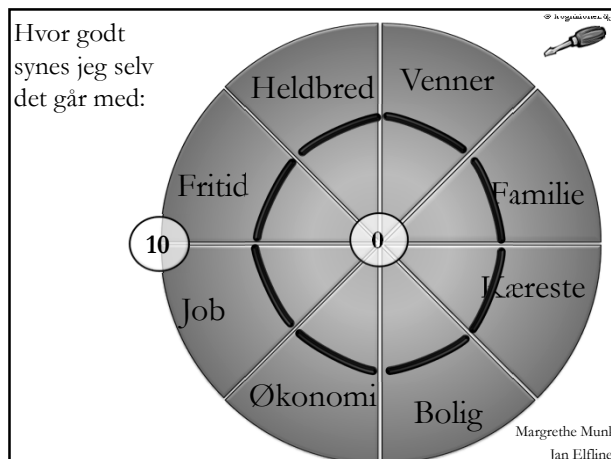 Hvor godt
synes jeg selv
det går med:
Heldbred
Venner
Fritid
Familie
10
0
Job
Kæreste
Økonomi
Bolig
Margrethe Munk
Jan Elfline